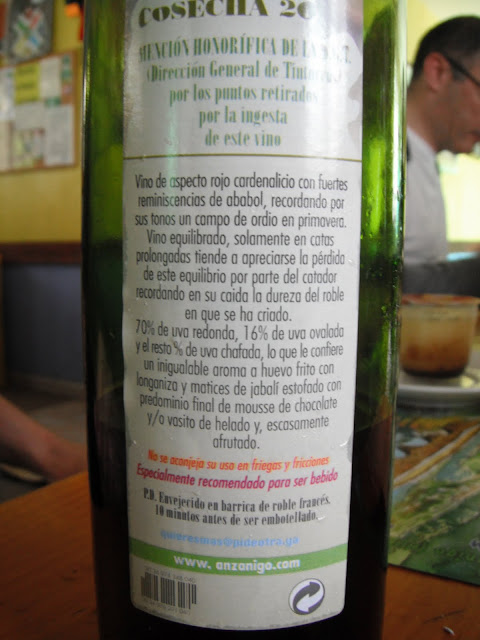 COSECHA 20
MENCIÓN HONORÍFICA DE LA
(Dirección General de
por los puntos retirados
por la ingesta
de este vino
Vino de aspecto rojo cardenalicio con fuertes
reminiscencias de ababol, recordando por
sus tonos un campo de ordio en primavera.
Vino equilibrado, solamente en catas
prolongadas tiende a apreciarse la pérdida
de este equilibrio por parte del catador
recordando en su caida la dureza del roble
en que se ha criado.
70% de uva redonda, 16% de uva ovalada
y el resto % de uva chafada, lo que le confiere
un inigualable aroma a huevo frito con
longaniza y matices de jabalí estofado con
predominio final de mousse de chocolate
y/o vasito de helado y, escasamente
afrutado.
No se aconjeja su uso en friegas y fricciones
Especialmente recomendado para ser bebido
P.D. Envejecido en barrica de roble francés,
10 minutos antes de ser embotellado.
quieresmas@pideotra.ya
www.anzanigo.com